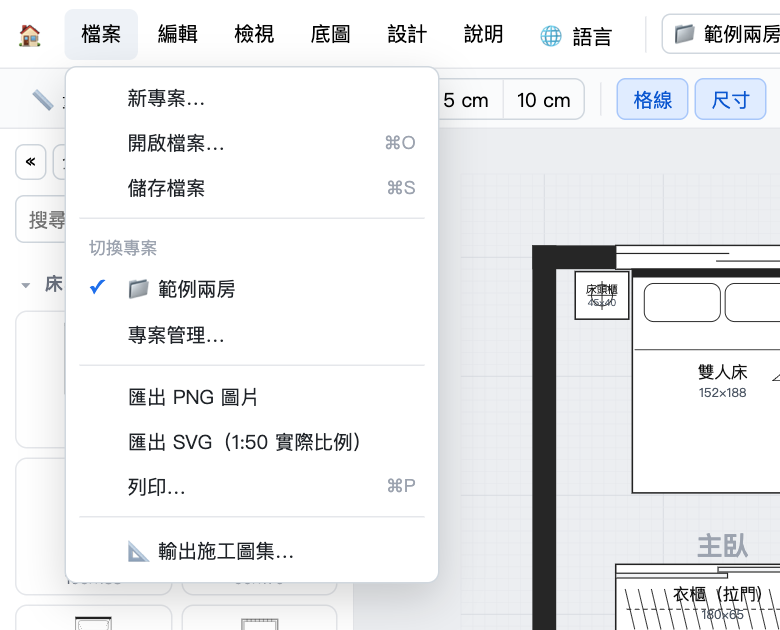 檔案 編輯 檢視 底圖 設計 說明 🌐 語言 範例兩房
5 cm 10 cm 格線 尺寸
«
搜尋
床
新專案…
開啟檔案… ⌘O
儲存檔案 ⌘S
切換專案
✓ 範例兩房
專案管理…
匯出 PNG 圖片
匯出 SVG（1:50 實際比例）
列印… ⌘P
輸出施工圖集…
床頭櫃
45×40
雙人床
152×188
主臥
衣櫃（拉門）
180×65